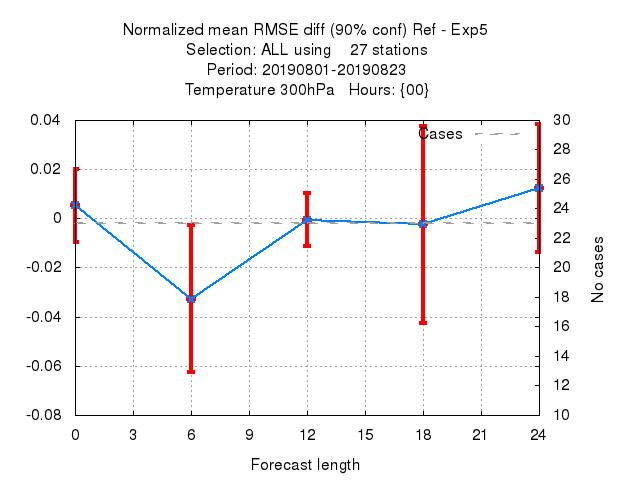 Normalized mean RMSE diff (90% conf) Ref - Exp5
Selection: ALL using    27 stations
Period: 20190801-20190823
Temperature 300hPa   Hours: {00}
Cases
0.04
0.02
0
-0.02
-0.04
-0.06
-0.08
30
28
26
24
22
20
18
16
14
12
10
No cases
0 3 6 9 12 15 18 21 24
Forecast length